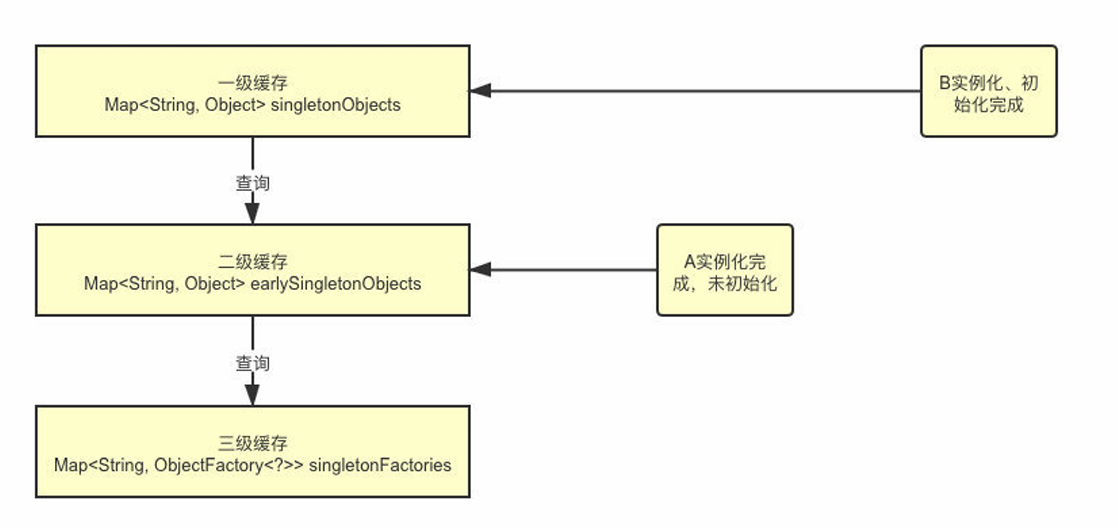 一级缓存
Map<String, Object> singletonObjects
B实例化、初
始化完成
查询
二级缓存
Map<String, Object> earlySingletonObjects
A实例化完
成，未初始化
查询
三级缓存
Map<String, ObjectFactory<?>> singletonFactories